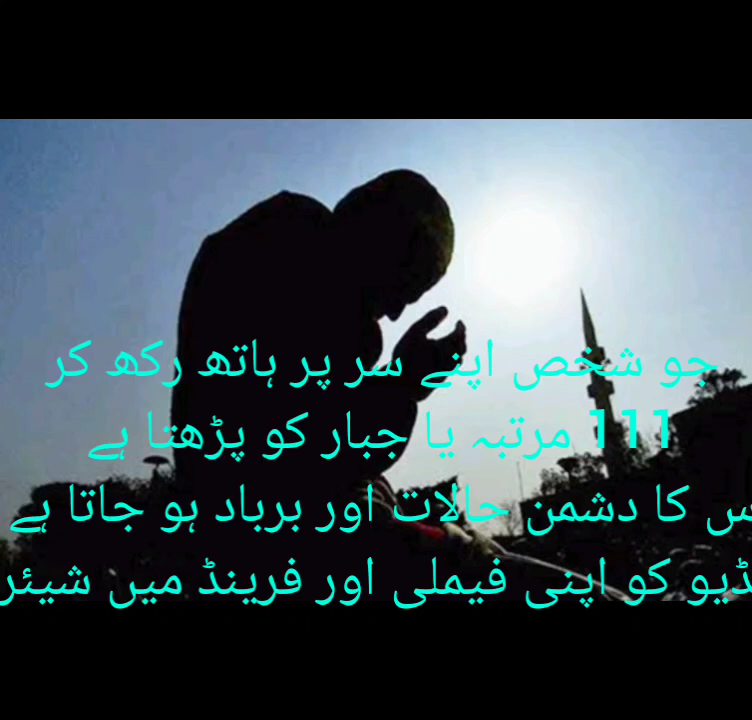 جو شخص اپنے سر پر ہاتھ رکھ کر
111 مرتبہ یا جبار کو پڑھتا ہے
کا دشمن حالات اور برباد ہو جاتا ہے
کو اپنی فیملی اور فرینڈ میں شیئر